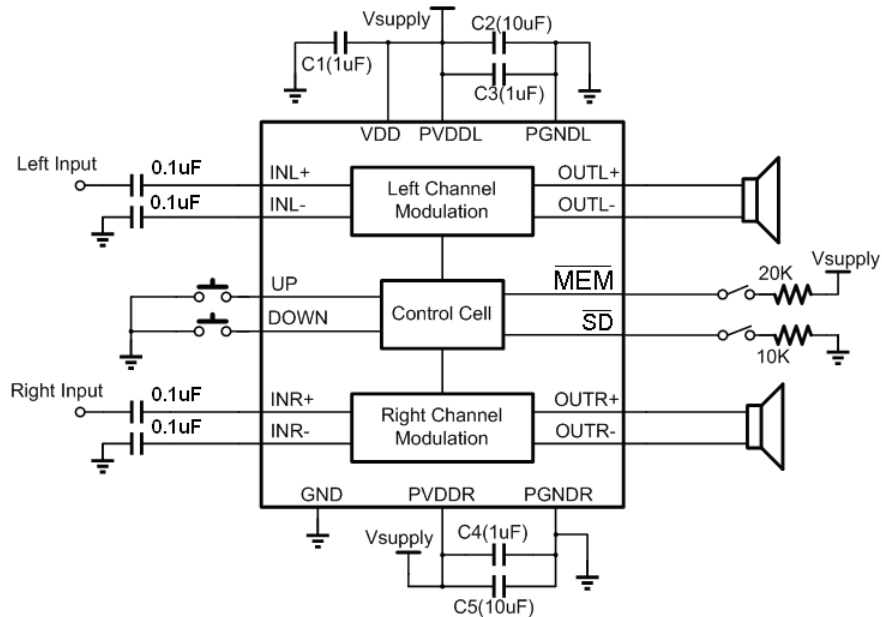 Vsupply
C2(10uF)
C1(1uF)
C3(1uF)
VDD
PVDDL
PGNDL
Left Input
0.1uF
INL+
Left Channel
Modulation
OUTL+
0.1uF
INL-
OUTL-
Vsupply
UP
Control Cell
MEM
20K
DOWN
SD
10K
Right Input
0.1uF
INR+
Right Channel
Modulation
OUTR+
0.1uF
INR-
OUTR-
GND
PVDDR
PGNDR
Vsupply
C4(1uF)
C5(10uF)